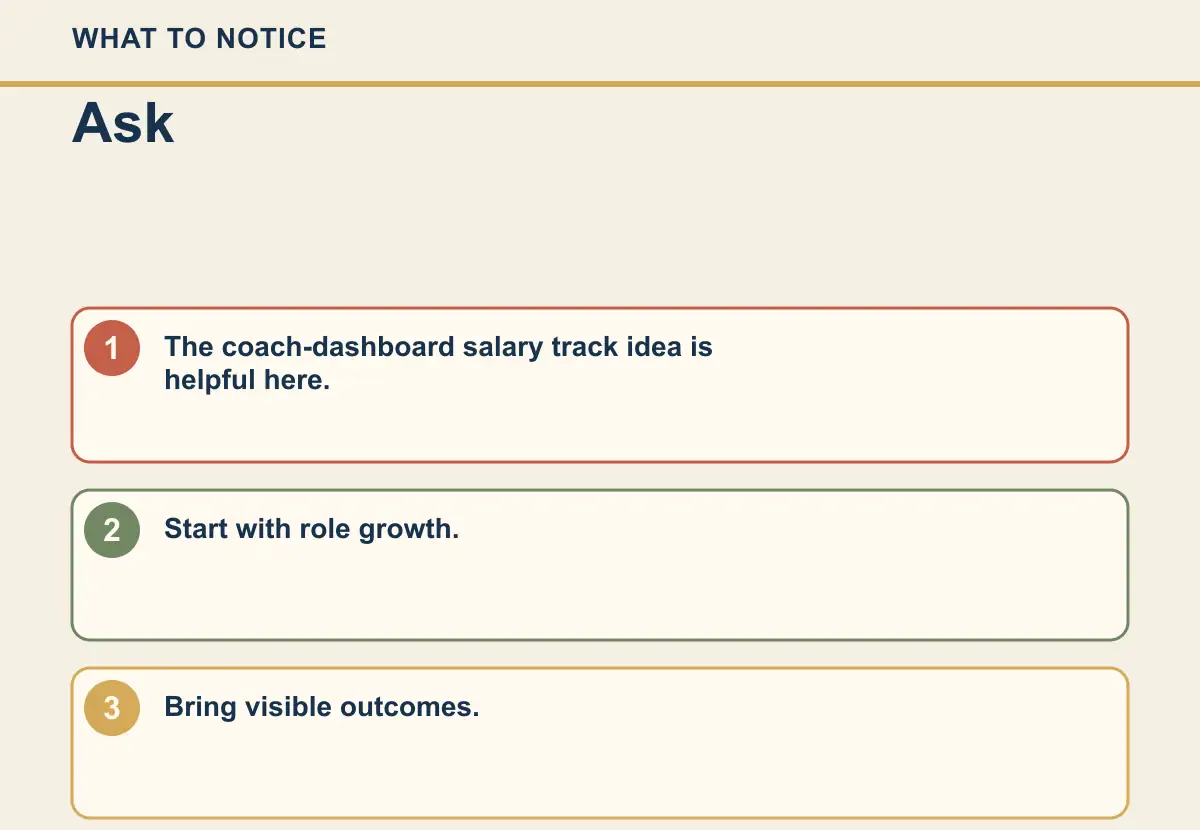 WHAT TO NOTICE
Ask
1
The coach-dashboard salary track idea is
helpful here.
2
Start with role growth.
3
Bring visible outcomes.